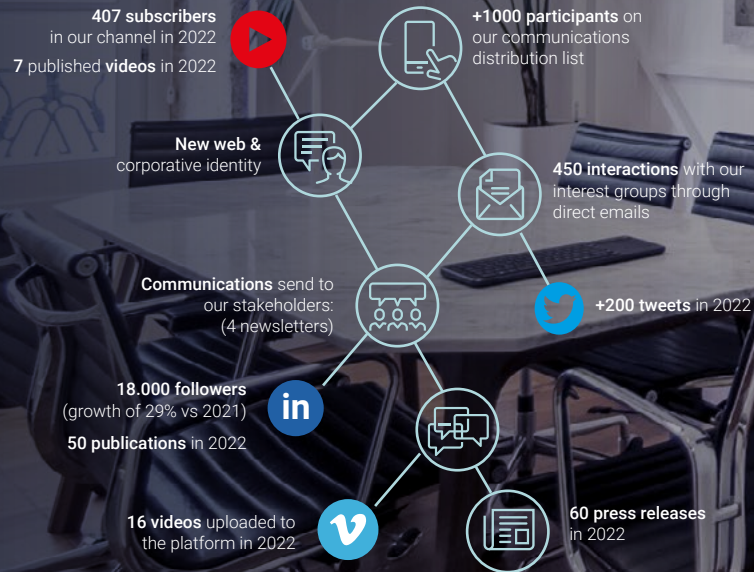 407 subscribers
in our channel in 2022
7 published videos in 2022
+1000 participants on
our communications
distribution list
New web &
corporative identity
450 interactions with our
interest groups through
direct emails
Communications send to
our stakeholders:
(4 newsletters)
+200 tweets in 2022
18.000 followers
(growth of 29% vs 2021)
50 publications in 2022
in
16 videos uploaded to
the platform in 2022
60 press releases
in 2022